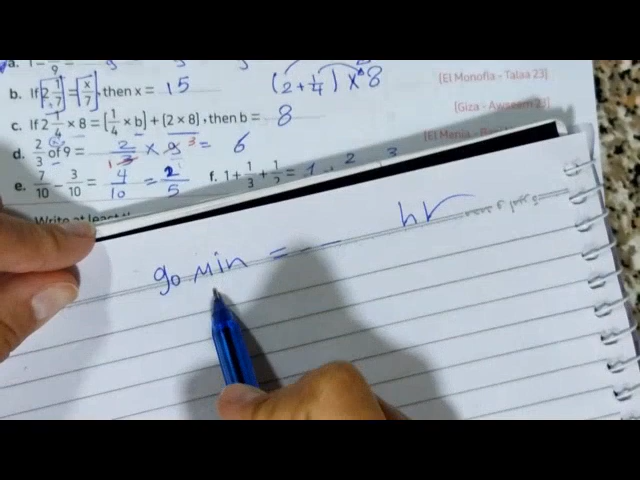 b. If [2 1/7] = [x/7], then x = 15
(2 + 1/4) x 8
[El Monofia - Talaa 23]
c. If 2 1/4 × 8 = [1/4 × b] + [2 × 8], then b = 8
[Giza - Awseem 23]
d. 2/3 of 9 = 2/3 × 9 3 = 6
e. 7/10 - 3/10 = 4/10 = 2/5
f. 1 + 1/3 + 1/2 = 1
90 min = -- hr